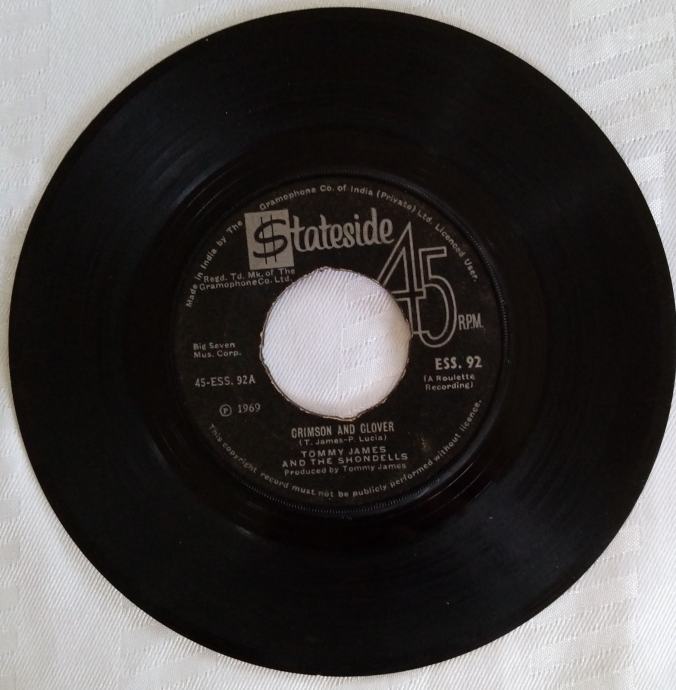 Made in India by The Gramophone Co. of India (Private) Ltd. Licenced User.
$tateside
Regd. Td. Mk. of The
Gramophone Co. Ltd.
45
R.P.M.
Big Seven
Mus. Corp.
ESS. 92
45-ESS. 92A
(A Roulette
Recording)
℗ 1969
CRIMSON AND CLOVER
(T. James-P. Lucia)
TOMMY JAMES
AND THE SHONDELLS
Produced by Tommy James
This copyright record must not be publicly performed without licence.